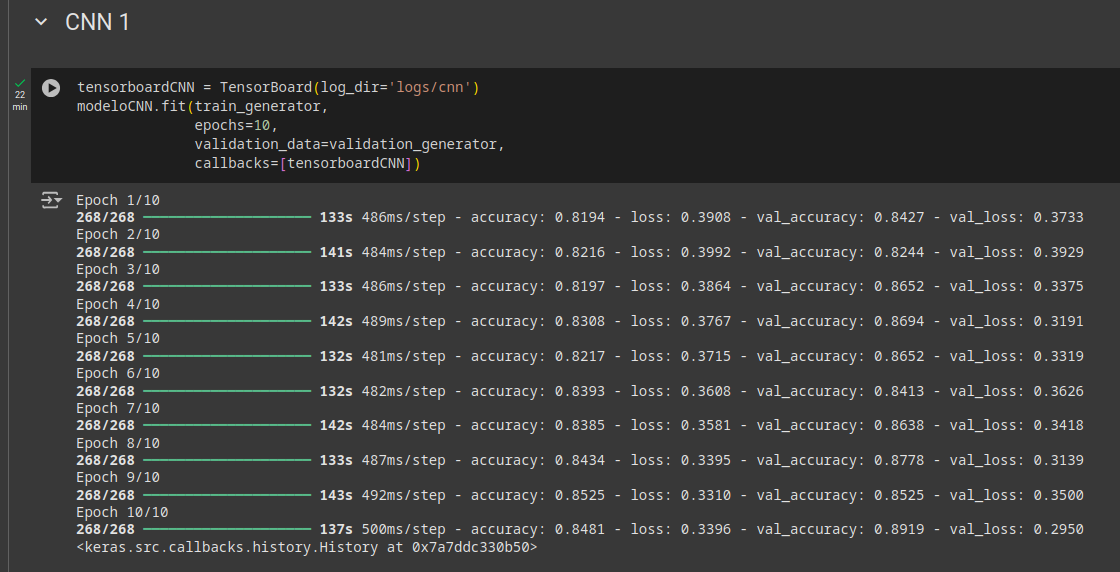 CNN 1
22
min
tensorboardCNN = TensorBoard(log_dir='logs/cnn')
modeloCNN.fit(train_generator,
epochs=10,
validation_data=validation_generator,
callbacks=[tensorboardCNN])
Epoch 1/10
268/268 ━━━━━━━━━━━━━━━━━━━━ 133s 486ms/step - accuracy: 0.8194 - loss: 0.3908 - val_accuracy: 0.8427 - val_loss: 0.3733
Epoch 2/10
268/268 ━━━━━━━━━━━━━━━━━━━━ 141s 484ms/step - accuracy: 0.8216 - loss: 0.3992 - val_accuracy: 0.8244 - val_loss: 0.3929
Epoch 3/10
268/268 ━━━━━━━━━━━━━━━━━━━━ 133s 486ms/step - accuracy: 0.8197 - loss: 0.3864 - val_accuracy: 0.8652 - val_loss: 0.3375
Epoch 4/10
268/268 ━━━━━━━━━━━━━━━━━━━━ 142s 489ms/step - accuracy: 0.8308 - loss: 0.3767 - val_accuracy: 0.8694 - val_loss: 0.3191
Epoch 5/10
268/268 ━━━━━━━━━━━━━━━━━━━━ 132s 481ms/step - accuracy: 0.8217 - loss: 0.3715 - val_accuracy: 0.8652 - val_loss: 0.3319
Epoch 6/10
268/268 ━━━━━━━━━━━━━━━━━━━━ 132s 482ms/step - accuracy: 0.8393 - loss: 0.3608 - val_accuracy: 0.8413 - val_loss: 0.3626
Epoch 7/10
268/268 ━━━━━━━━━━━━━━━━━━━━ 142s 484ms/step - accuracy: 0.8385 - loss: 0.3581 - val_accuracy: 0.8638 - val_loss: 0.3418
Epoch 8/10
268/268 ━━━━━━━━━━━━━━━━━━━━ 133s 487ms/step - accuracy: 0.8434 - loss: 0.3395 - val_accuracy: 0.8778 - val_loss: 0.3139
Epoch 9/10
268/268 ━━━━━━━━━━━━━━━━━━━━ 143s 492ms/step - accuracy: 0.8525 - loss: 0.3310 - val_accuracy: 0.8525 - val_loss: 0.3500
Epoch 10/10
268/268 ━━━━━━━━━━━━━━━━━━━━ 137s 500ms/step - accuracy: 0.8481 - loss: 0.3396 - val_accuracy: 0.8919 - val_loss: 0.2950
<keras.src.callbacks.history.History at 0x7a7ddc330b50>